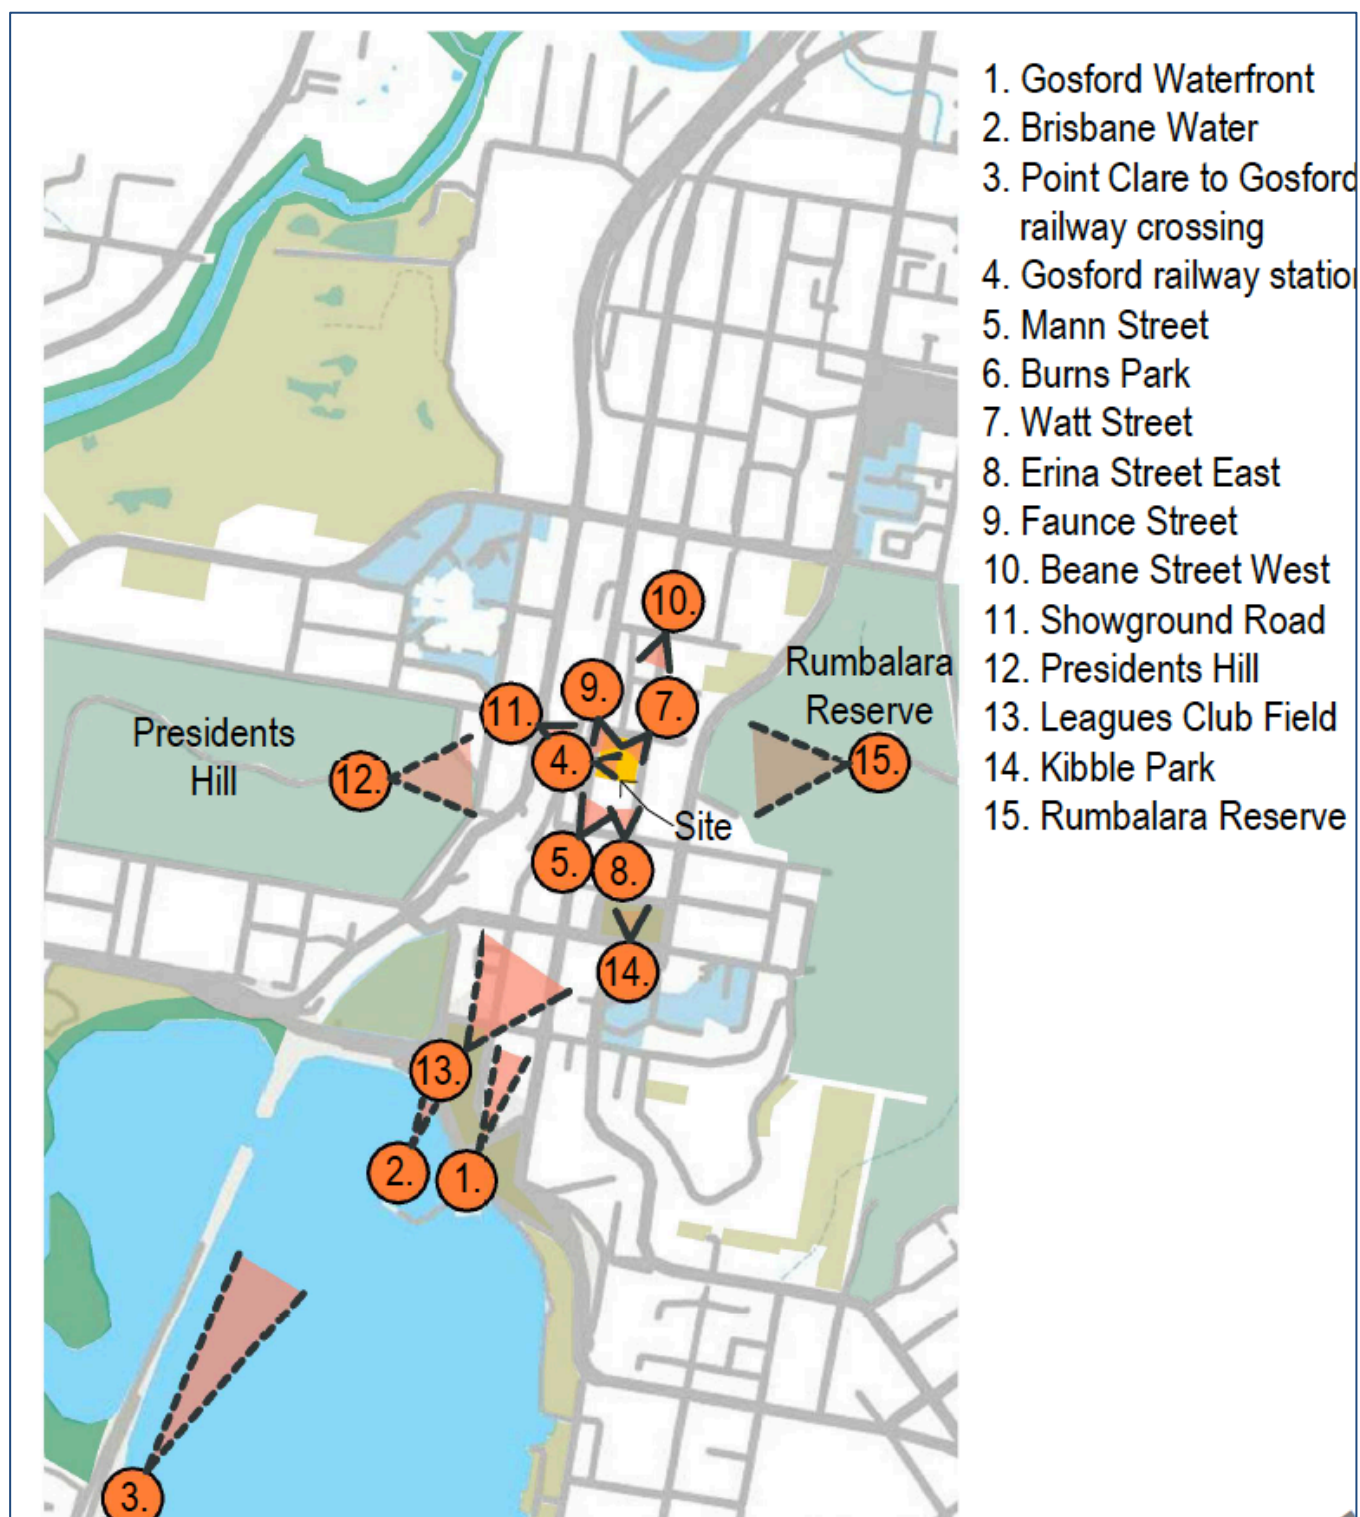 1. Gosford Waterfront
2. Brisbane Water
3. Point Clare to Gosford
railway crossing
4. Gosford railway station
5. Mann Street
6. Burns Park
7. Watt Street
8. Erina Street East
9. Faunce Street
10. Beane Street West
11. Showground Road
12. Presidents Hill
13. Leagues Club Field
14. Kibble Park
15. Rumbalara Reserve
10.
Rumbalara
Reserve
9.
7.
11.
Presidents
Hill
4.
12.
15.
Site
5.
8.
14.
13.
2.
1.
3.